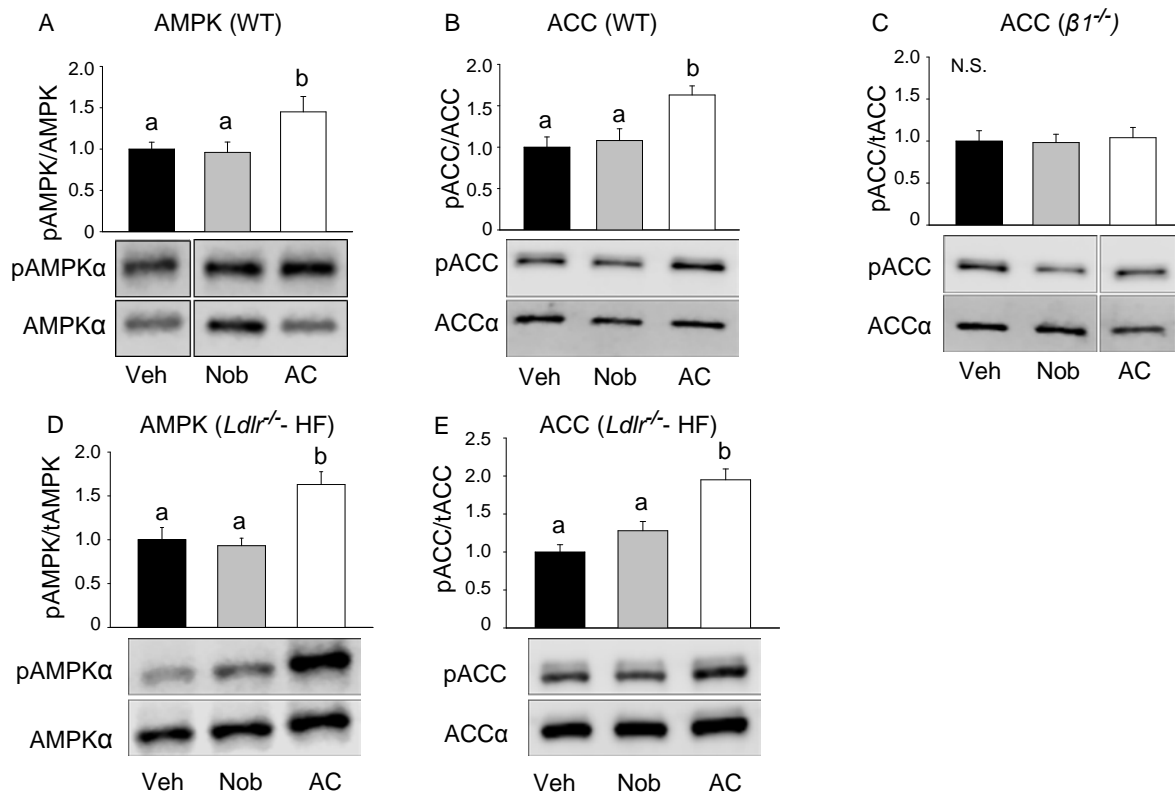 A AMPK (WT)
pAMPK/AMPK
2.0
1.5
1.0
0.5
0
a a b
pAMPKα
AMPKα
Veh Nob AC
B ACC (WT)
pACC/ACC
2.0
1.5
1.0
0.5
0
a a b
pACC
ACCα
Veh Nob AC
C ACC (β1-/-)
pACC/tACC
2.0
1.5
1.0
0.5
0
N.S.
pACC
ACCα
Veh Nob AC
D AMPK (Ldlr-/-- HF)
pAMPK/tAMPK
2.0
1.5
1.0
0.5
0
a a b
pAMPKα
AMPKα
Veh Nob AC
E ACC (Ldlr-/-- HF)
pACC/tACC
2.5
2.0
1.5
1.0
0.5
0
a a b
pACC
ACCα
Veh Nob AC